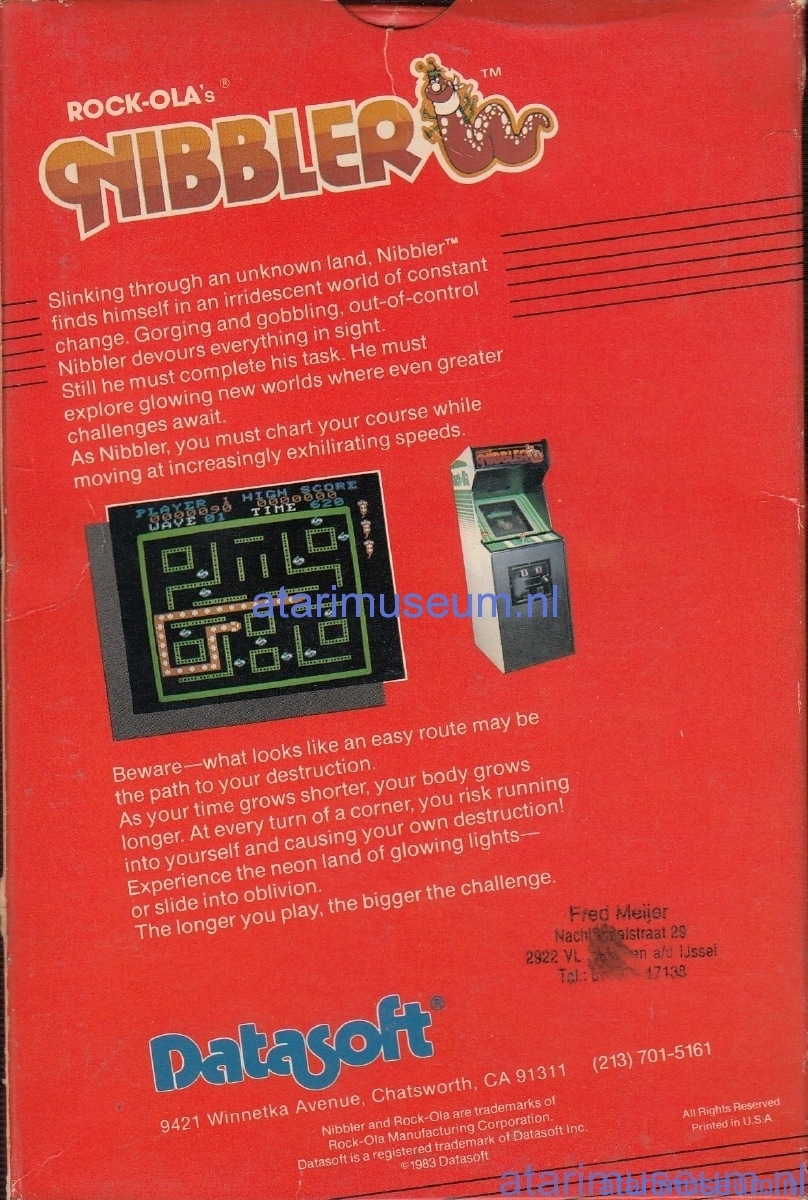 ROCK-OLA's®
NIBBLER™
Slinking through an unknown land, Nibbler™
finds himself in an irridescent world of constant
change. Gorging and gobbling, out-of-control
Nibbler devours everything in sight.
Still he must complete his task. He must
explore glowing new worlds where even greater
challenges await.
As Nibbler, you must chart your course while
moving at increasingly exhilirating speeds.
PLAYER 1 HIGH SCORE
0000090 0000000
WAVE 01 TIME 620
NIBBLER
atarimuseum.nl
Beware—what looks like an easy route may be
the path to your destruction.
As your time grows shorter, your body grows
longer. At every turn of a corner, you risk running
into yourself and causing your own destruction!
Experience the neon land of glowing lights—
or slide into oblivion.
The longer you play, the bigger the challenge.
Fred Meijer
29
2922 VL a/d IJssel
Tel.: 17138
Datasoft®
9421 Winnetka Avenue, Chatsworth, CA 91311 (213) 701-5161
Nibbler and Rock-Ola are trademarks of
Rock-Ola Manufacturing Corporation.
Datasoft is a registered trademark of Datasoft Inc.
©1983 Datasoft
All Rights Reserved
Printed in U.S.A
atarimuseum.nl